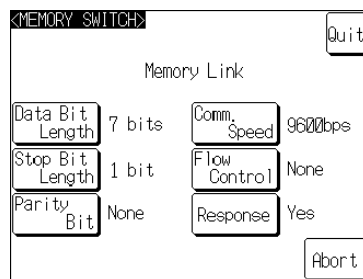 <MEMORY SWITCH>
Quit
Memory Link
Data Bit Length 7 bits
Comm. Speed 9600bps
Stop Bit Length 1 bit
Flow Control None
Parity Bit None
Response Yes
Abort